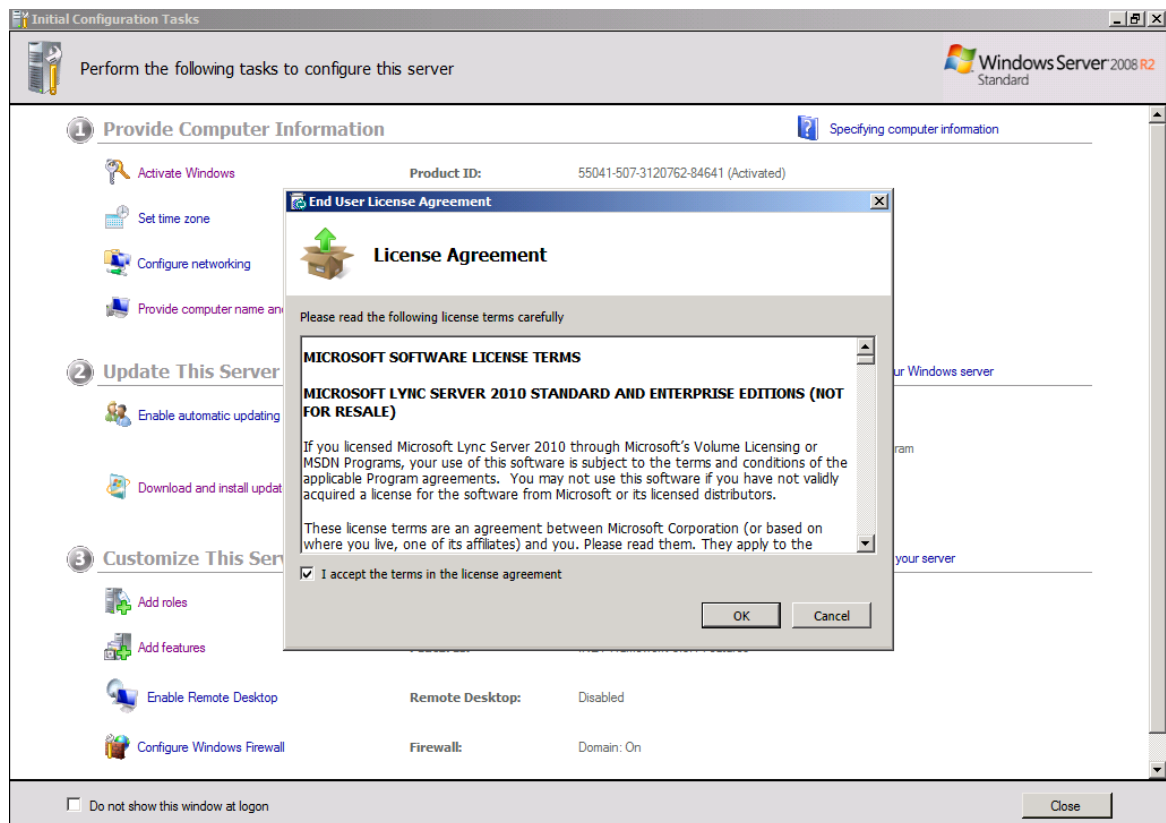 Initial Configuration Tasks
Perform the following tasks to configure this server
Windows Server 2008 R2
Standard
1 Provide Computer Information
Specifying computer information
Activate Windows
Product ID:
55041-507-3120762-84641 (Activated)
Set time zone
Configure networking
Provide computer name an
End User License Agreement
License Agreement
Please read the following license terms carefully
MICROSOFT SOFTWARE LICENSE TERMS
MICROSOFT LYNC SERVER 2010 STANDARD AND ENTERPRISE EDITIONS (NOT
FOR RESALE)
If you licensed Microsoft Lync Server 2010 through Microsoft's Volume Licensing or
MSDN Programs, your use of this software is subject to the terms and conditions of the
applicable Program agreements.  You may not use this software if you have not validly
acquired a license for the software from Microsoft or its licensed distributors.
These license terms are an agreement between Microsoft Corporation (or based on
where you live, one of its affiliates) and you. Please read them. They apply to the
I accept the terms in the license agreement
OK
Cancel
2 Update This Server
ur Windows server
Enable automatic updating
ram
Download and install updat
3 Customize This Ser
your server
Add roles
Add features
Enable Remote Desktop
Remote Desktop:
Disabled
Configure Windows Firewall
Firewall:
Domain: On
Do not show this window at logon
Close